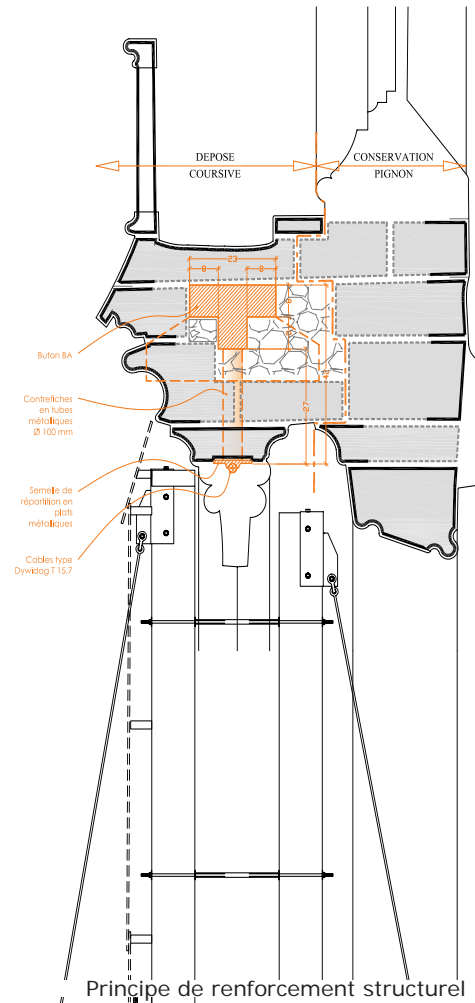 DEPOSE
COURSIVE
CONSERVATION
PIGNON
23
8
8
Buton BA
Contrefiches
en tubes
métalliques
Ø 100 mm
27
Semelle de
répartition en
plots
métalliques
Cables type
Dywidag T 15,7
Principe de renforcement structurel